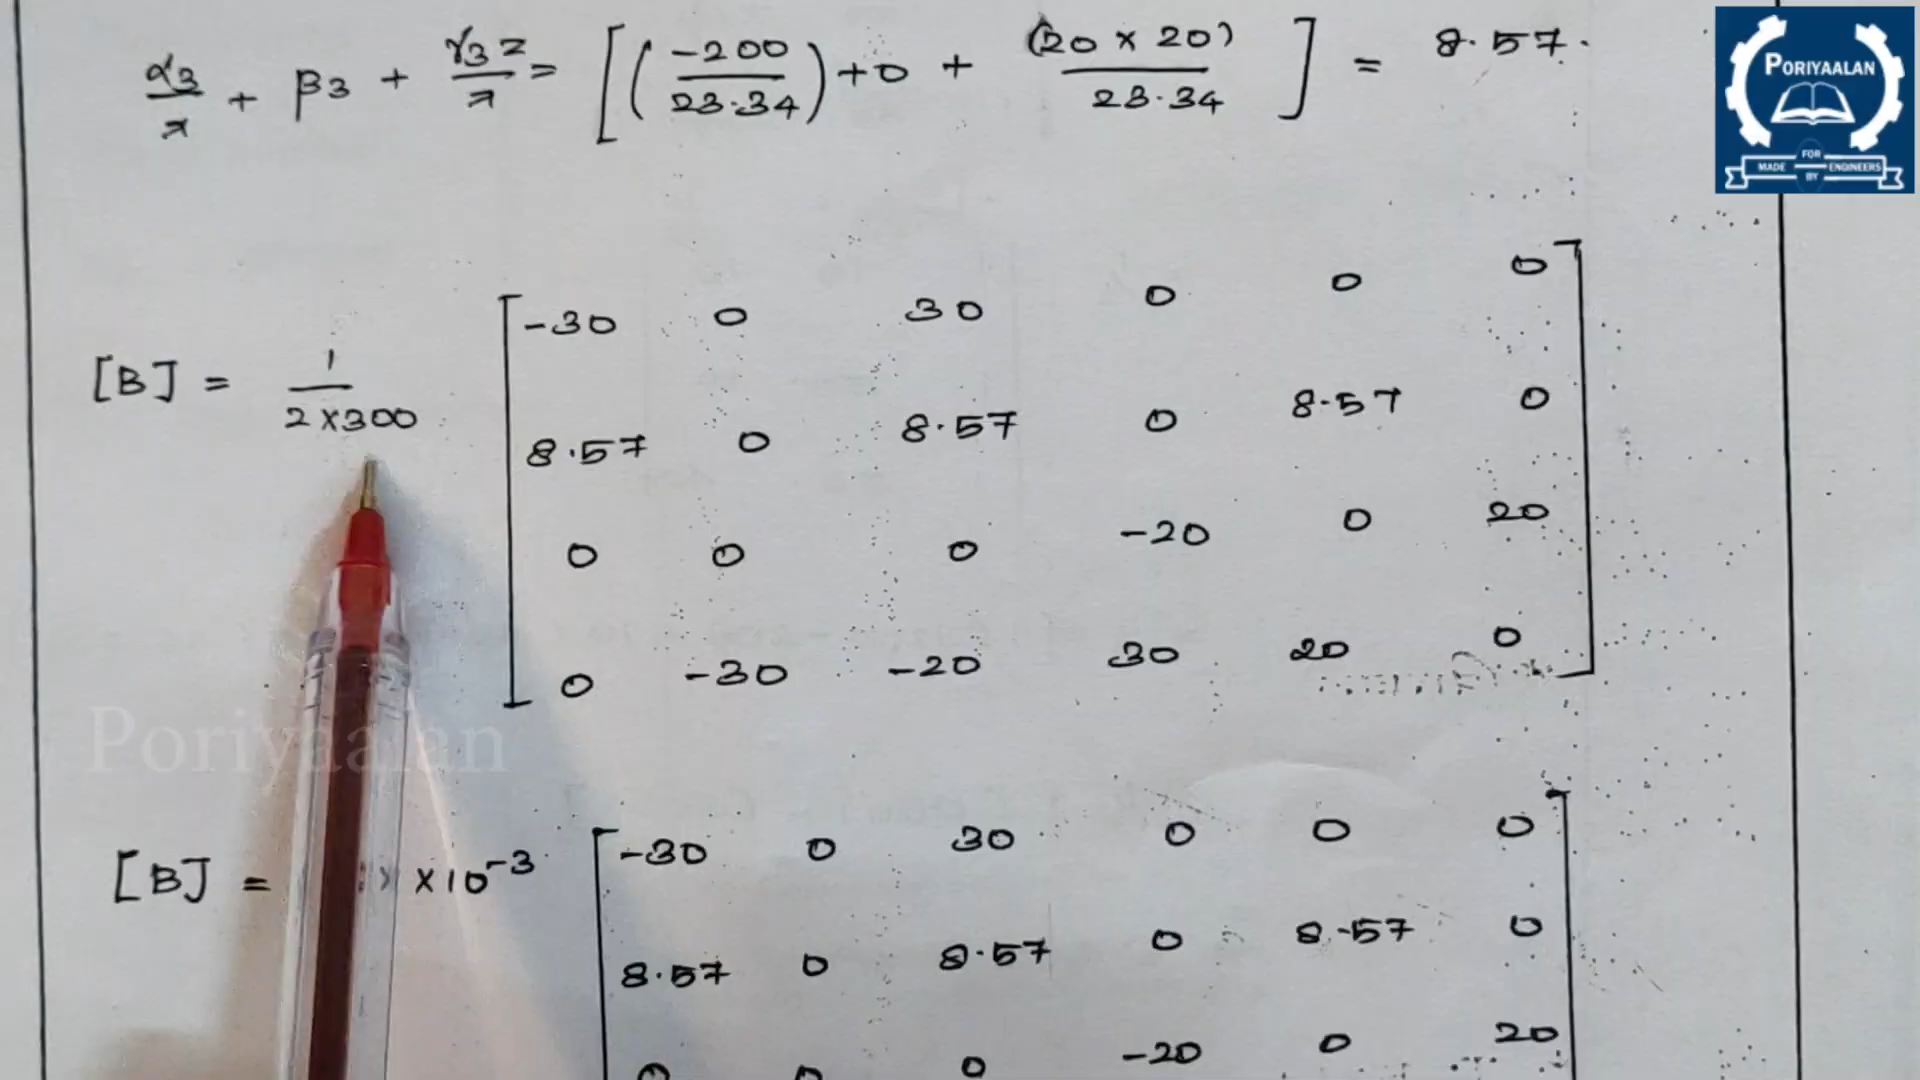 α3/r + β3 + γ3z/r = [(-200/23.34) + 0 + (20 × 20)/23.34] = 8.57.
PORIYAALAN
MADE FOR BY ENGINEERS
[B] = 1/2×300
-30 0 30 0 0 0
8.57 0 8.57 0 8.57 0
0 0 0 -20 0 20
0 -30 -20 30 20 0
Poriyaalan
[B] = × 10^-3
-30 0 30 0 0 0
8.57 0 8.57 0 8.57 0
0 0 0 -20 0 20